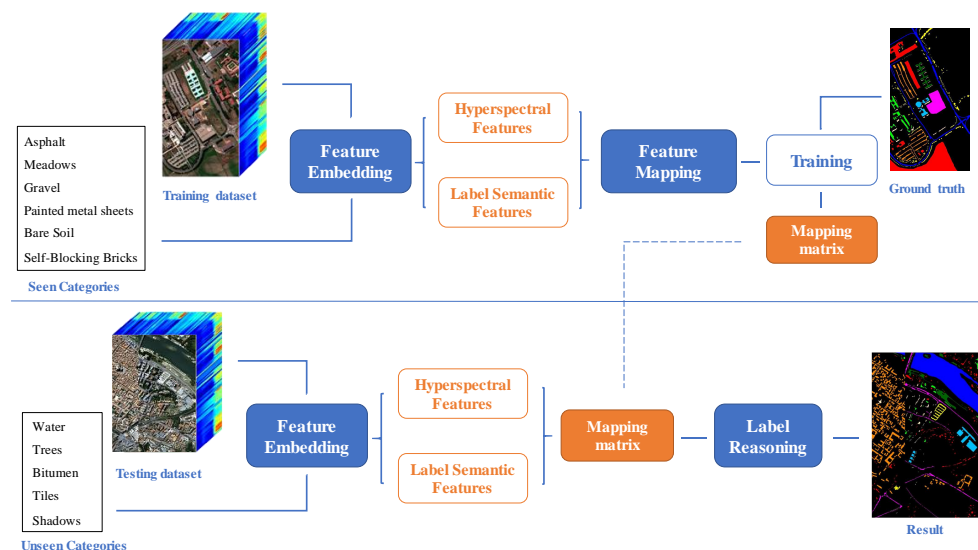 Asphalt
Meadows
Gravel
Painted metal sheets
Bare Soil
Self-Blocking Bricks
Seen Categories
Training dataset
Feature
Embedding
Hyperspectral
Features
Label Semantic
Features
Feature
Mapping
Training
Mapping
matrix
Ground truth
Water
Trees
Bitumen
Tiles
Shadows
Unseen Categories
Testing dataset
Feature
Embedding
Hyperspectral
Features
Label Semantic
Features
Mapping
matrix
Label
Reasoning
Result